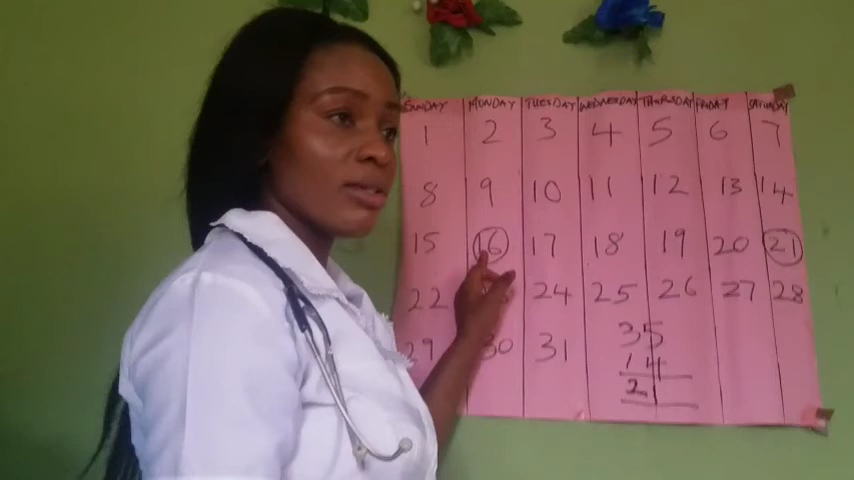 SUNDAY MONDAY TUESDAY WEDNESDAY THURSDAY FRIDAY SATURDAY
1 2 3 4 5 6 7
8 9 10 11 12 13 14
15 16 17 18 19 20 21
22 24 25 26 27 28
29 30 31
35
14
21